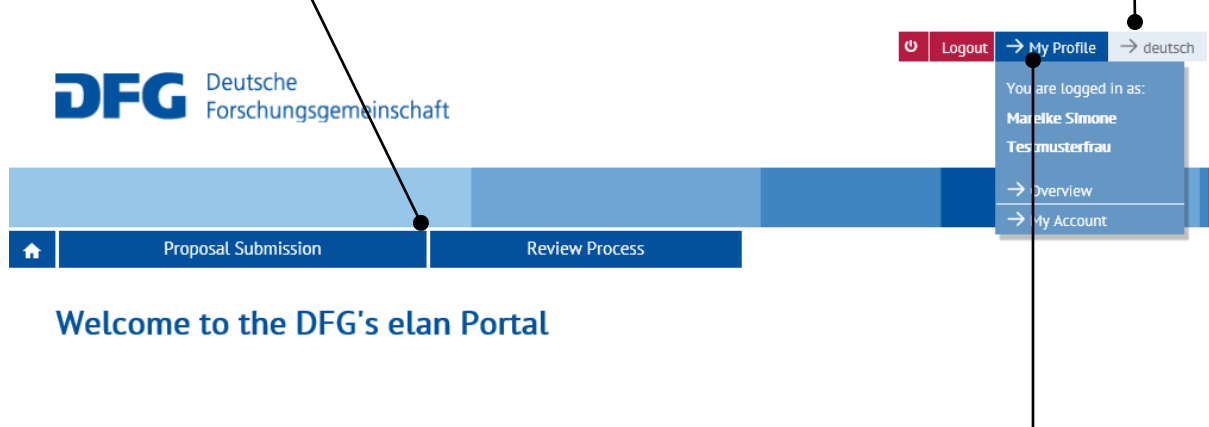 Logout
My Profile
deutsch
DFG
Deutsche
Forschungsgemeinschaft
You are logged in as:
Mareike Simone
Testmusterfrau
Overview
My Account
Proposal Submission
Review Process
Welcome to the DFG's elan Portal